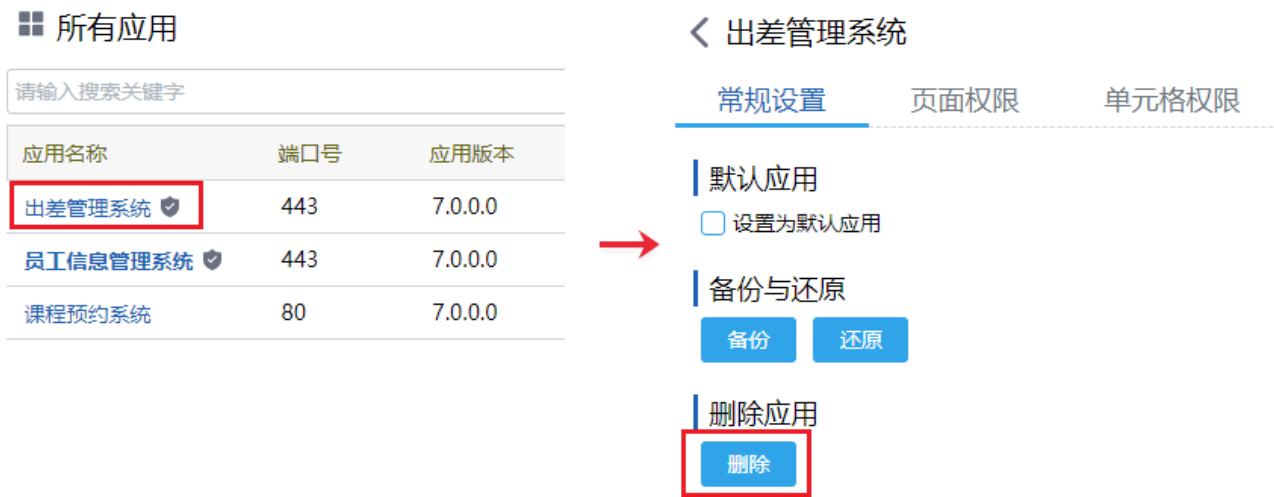 所有应用
请输入搜索关键字
应用名称 端口号 应用版本
出差管理系统 443 7.0.0.0
员工信息管理系统 443 7.0.0.0
课程预约系统 80 7.0.0.0
出差管理系统
常规设置 页面权限 单元格权限
默认应用
设置为默认应用
备份与还原
备份 还原
删除应用
删除